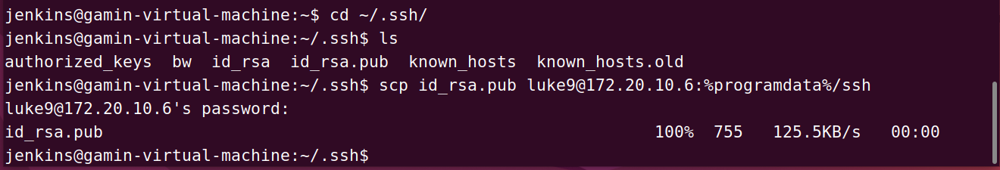 jenkins@gamin-virtual-machine:~$ cd ~/.ssh/
jenkins@gamin-virtual-machine:~/.ssh$ ls
authorized_keys  bw  id_rsa  id_rsa.pub  known_hosts  known_hosts.old
jenkins@gamin-virtual-machine:~/.ssh$ scp id_rsa.pub luke9@172.20.10.6:%programdata%/ssh
luke9@172.20.10.6's password:
id_rsa.pub                                                        100%  755   125.5KB/s   00:00
jenkins@gamin-virtual-machine:~/.ssh$